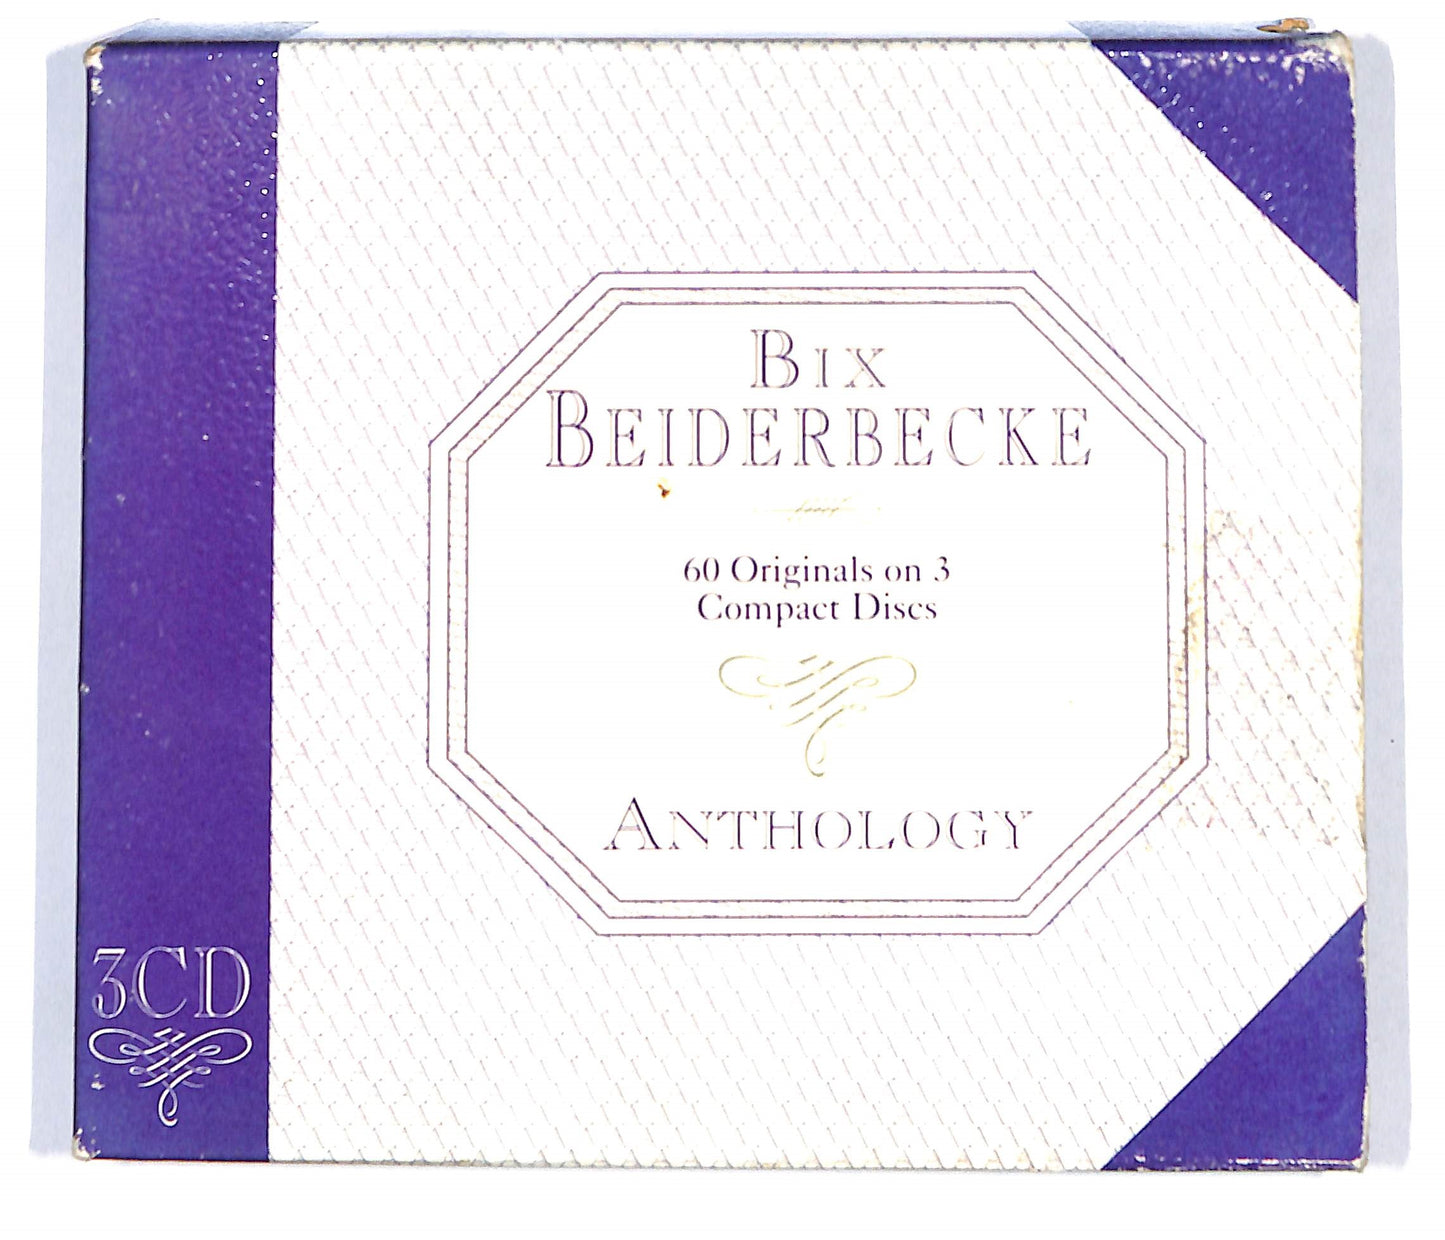 BIX
BEIDERBECKE
60 Originals on 3
Compact Discs
ANTHOLOGY
3CD